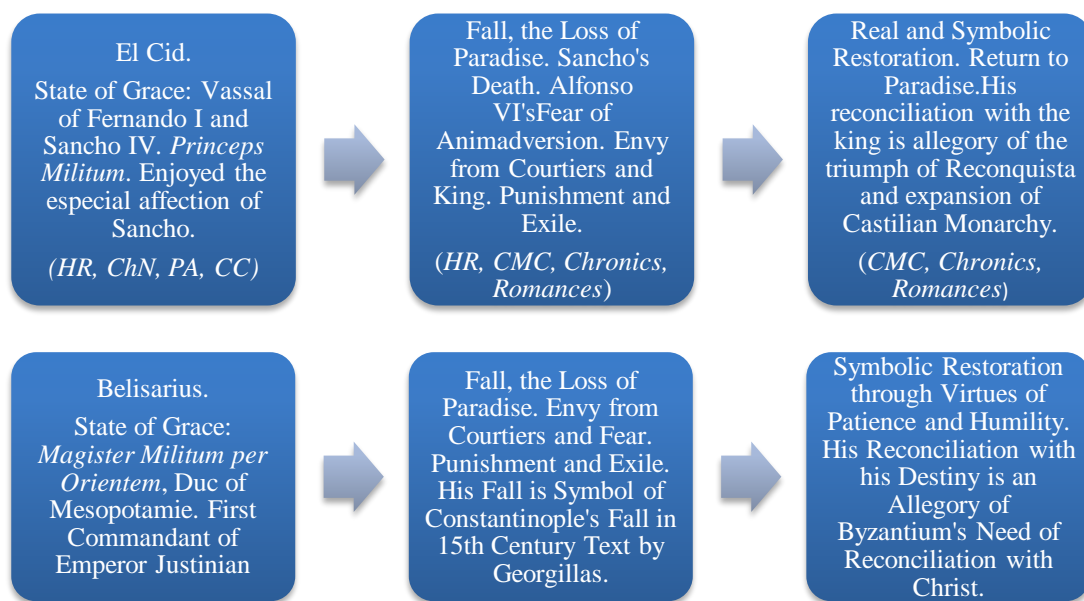 El Cid.
State of Grace: Vassal
of Fernando I and
Sancho IV. Princeps
Militum. Enjoyed the
especial affection of
Sancho.
(HR, ChN, PA, CC)
Fall, the Loss of
Paradise. Sancho's
Death. Alfonso
VI'sFear of
Animadversion. Envy
from Courtiers and
King. Punishment and
Exile.
(HR, CMC, Chronics,
Romances)
Real and Symbolic
Restoration. Return to
Paradise.His
reconciliation with the
king is allegory of the
triumph of Reconquista
and expansion of
Castilian Monarchy.
(CMC, Chronics,
Romances)
Belisarius.
State of Grace:
Magister Militum per
Orientem, Duc of
Mesopotamie. First
Commandant of
Emperor Justinian
Fall, the Loss of
Paradise. Envy from
Courtiers and Fear.
Punishment and Exile.
His Fall is Symbol of
Constantinople's Fall in
15th Century Text by
Georgillas.
Symbolic Restoration
through Virtues of
Patience and Humility.
His Reconciliation with
his Destiny is an
Allegory of
Byzantium's Need of
Reconciliation with
Christ.